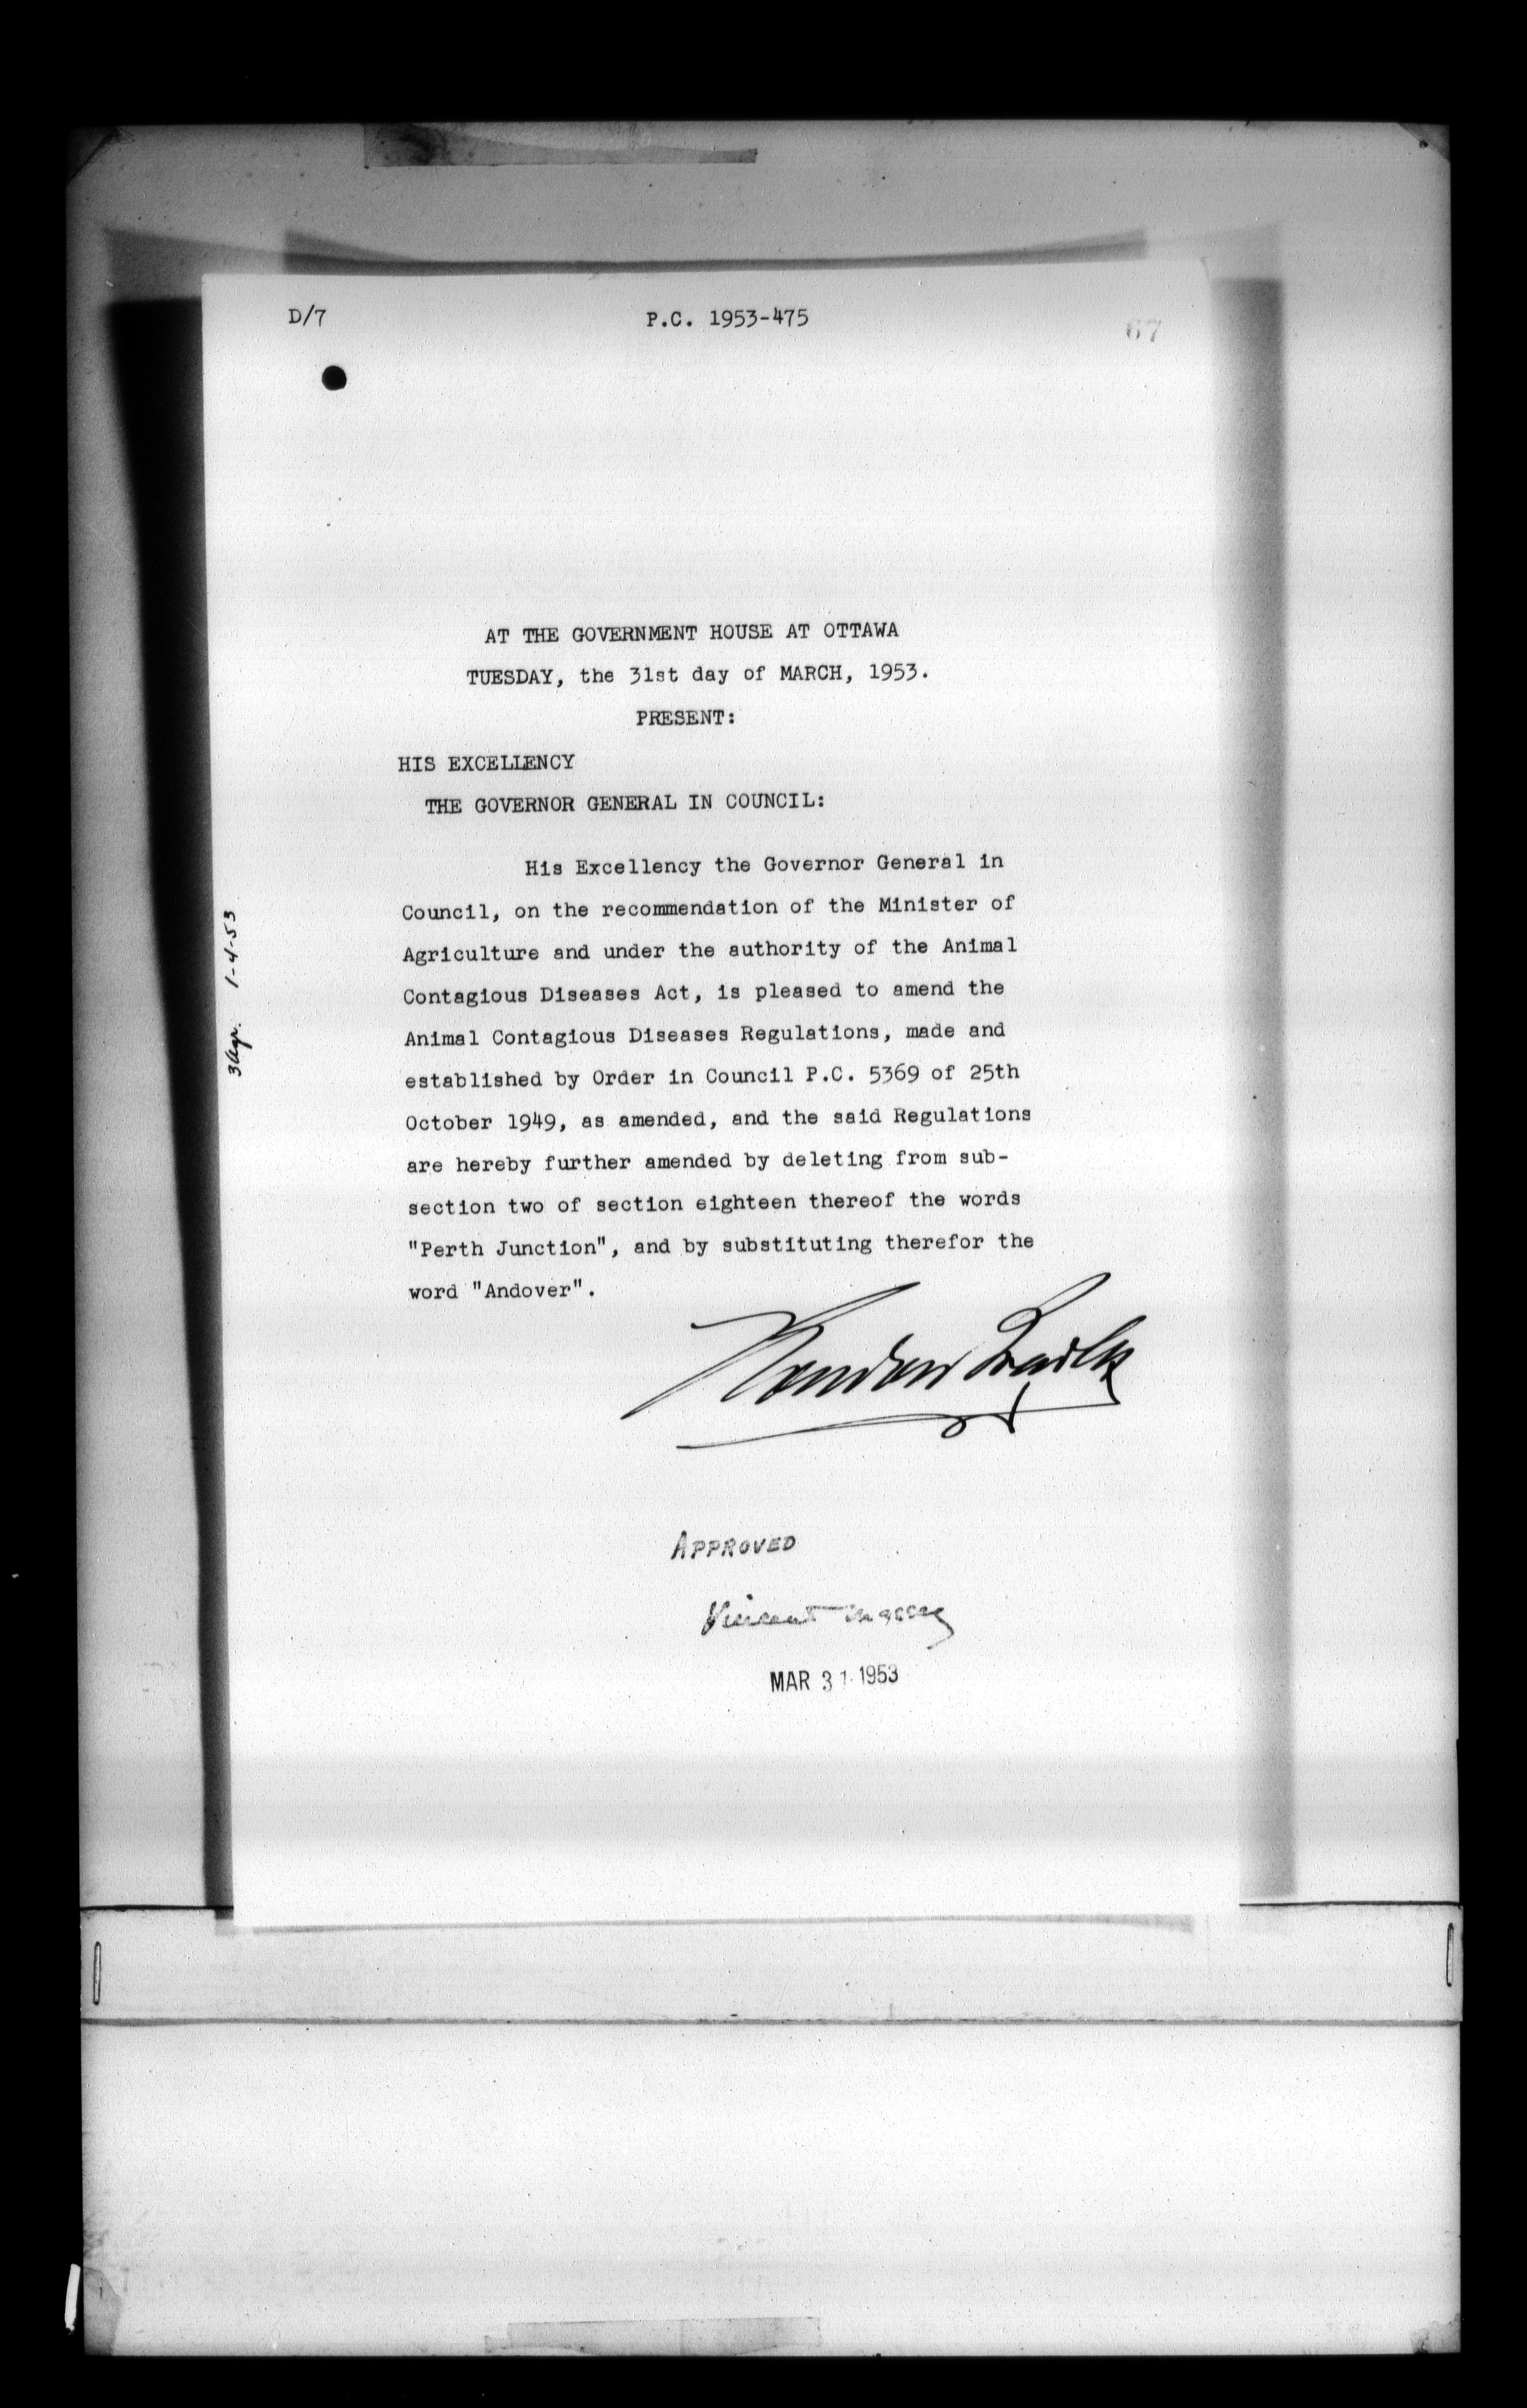 D/7
P.C. 1953-475
67
AT THE GOVERNMENT HOUSE AT OTTAWA
TUESDAY, the 31st day of MARCH, 1953.
PRESENT:
HIS EXCELLENCY
THE GOVERNOR GENERAL IN COUNCIL:
His Excellency the Governor General in
Council, on the recommendation of the Minister of
Agriculture and under the authority of the Animal
Contagious Diseases Act, is pleased to amend the
Animal Contagious Diseases Regulations, made and
established by Order in Council P.C. 5369 of 25th
October 1949, as amended, and the said Regulations
are hereby further amended by deleting from sub-
section two of section eighteen thereof the words
"Perth Junction", and by substituting therefor the
word "Andover".
3 Agr. 1-4-53
APPROVED
Vincent Massey
MAR 31 1953